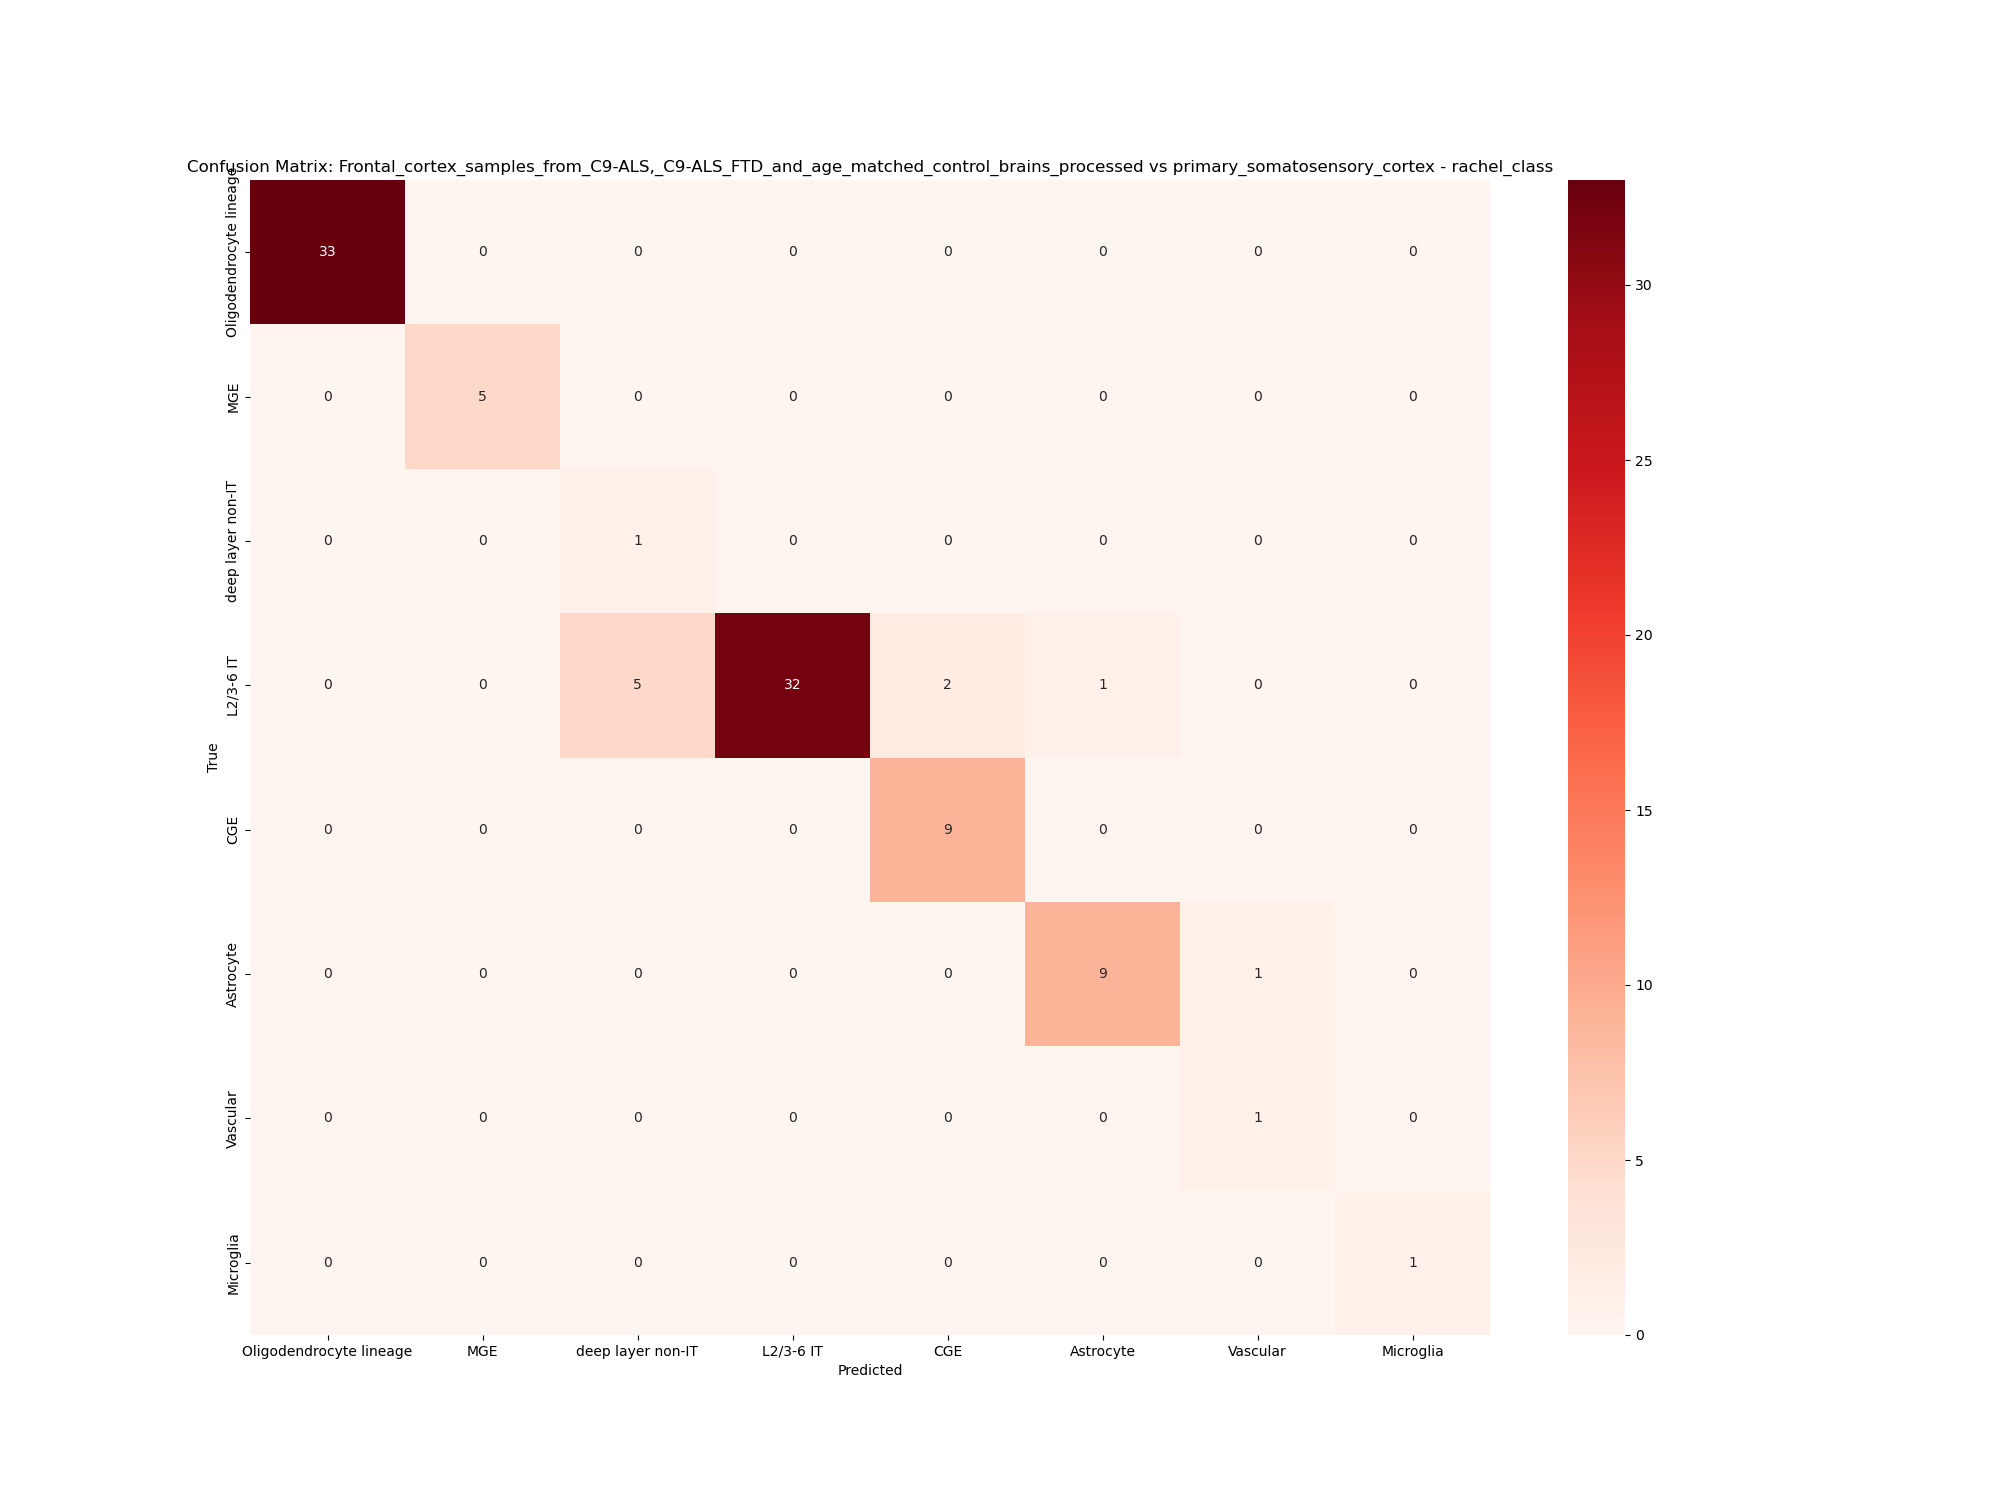 Confusion Matrix: Frontal_cortex_samples_from_C9-ALS,_C9-ALS_FTD_and_age_matched_control_brains_processed vs primary_somatosensory_cortex - rachel_class
True
Oligodendrocyte lineage
33 0 0 0 0 0 0 0
MGE
0 5 0 0 0 0 0 0
deep layer non-IT
0 0 1 0 0 0 0 0
L2/3-6 IT
0 0 5 32 2 1 0 0
CGE
0 0 0 0 9 0 0 0
Astrocyte
0 0 0 0 0 9 1 0
Vascular
0 0 0 0 0 0 1 0
Microglia
0 0 0 0 0 0 0 1
Oligodendrocyte lineage MGE deep layer non-IT L2/3-6 IT CGE Astrocyte Vascular Microglia
Predicted
30
25
20
15
10
5
0